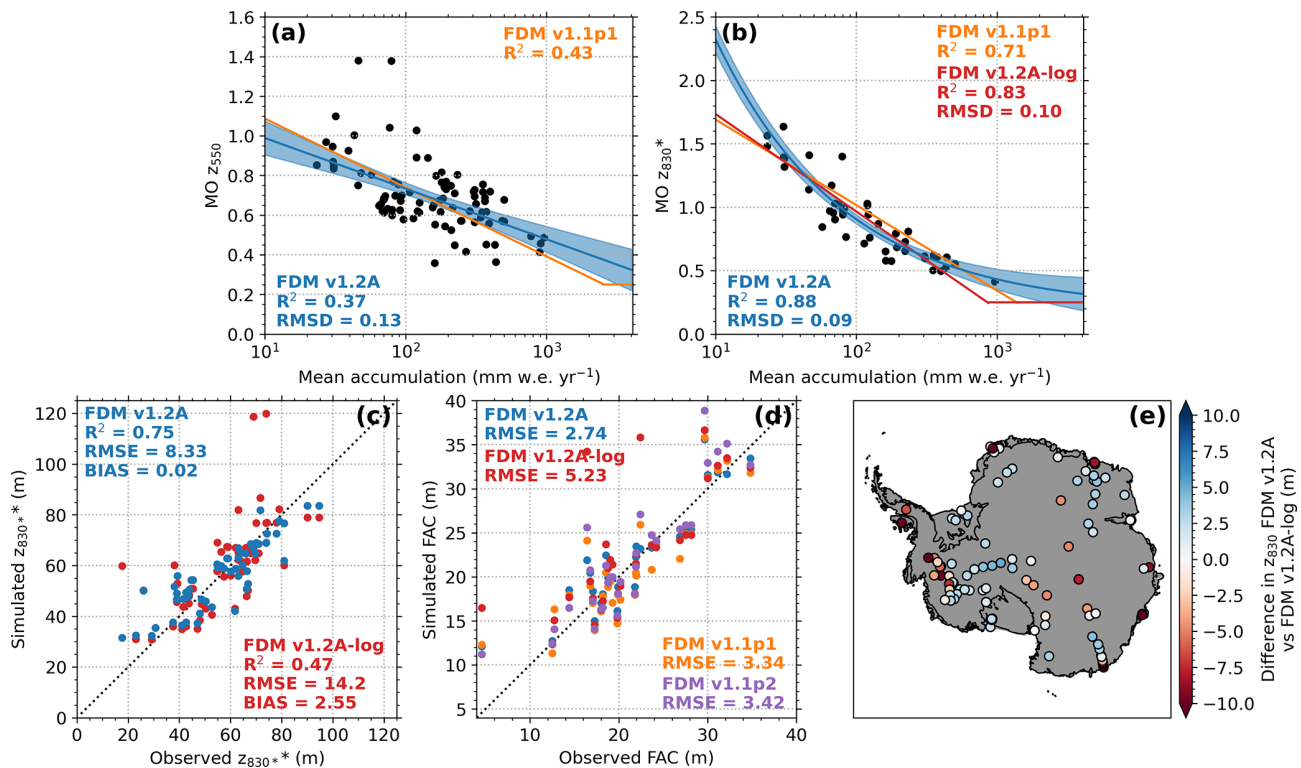 (a)
FDM v1.1p1
R² = 0.43
FDM v1.2A
R² = 0.37
RMSD = 0.13
MO z₅₅₀
1.6
1.4
1.2
1.0
0.8
0.6
0.4
0.2
0.0
10¹
10²
10³
Mean accumulation (mm w.e. yr⁻¹)
(b)
FDM v1.1p1
R² = 0.71
FDM v1.2A-log
R² = 0.83
RMSD = 0.10
FDM v1.2A
R² = 0.88
RMSD = 0.09
MO z₈₃₀*
2.5
2.0
1.5
1.0
0.5
0.0
10¹
10²
10³
Mean accumulation (mm w.e. yr⁻¹)
(c)
FDM v1.2A
R² = 0.75
RMSE = 8.33
BIAS = 0.02
FDM v1.2A-log
R² = 0.47
RMSE = 14.2
BIAS = 2.55
Simulated z₈₃₀** (m)
120
100
80
60
40
20
0
0
20
40
60
80
100
120
Observed z₈₃₀** (m)
(d)
FDM v1.2A
RMSE = 2.74
FDM v1.2A-log
RMSE = 5.23
FDM v1.1p1
RMSE = 3.34
FDM v1.1p2
RMSE = 3.42
Simulated FAC (m)
40
35
30
25
20
15
10
5
10
20
30
40
Observed FAC (m)
(e)
10.0
7.5
5.0
2.5
0.0
−2.5
−5.0
−7.5
−10.0
Difference in z₈₃₀ FDM v1.2A
vs FDM v1.2A-log (m)